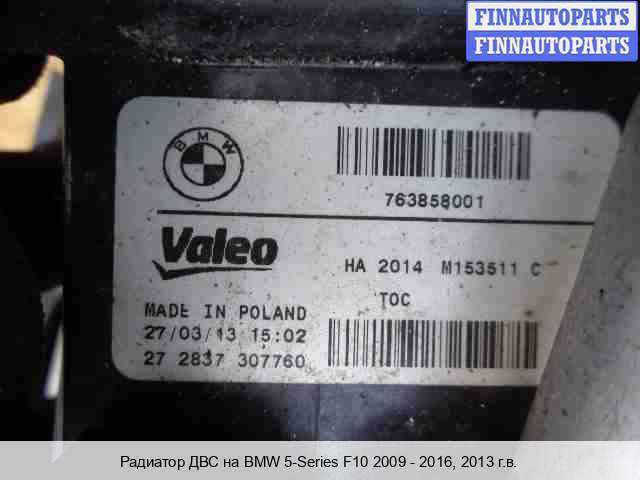 FINNAUTOPARTS
FINNAUTOPARTS
BMW
763858001
Valeo
HA 2014 M153511 C
MADE IN POLAND
TOC
27/03/13 15:02
27 2837 307760
Радиатор ДВС на BMW 5-Series F10 2009 - 2016, 2013 г.в.